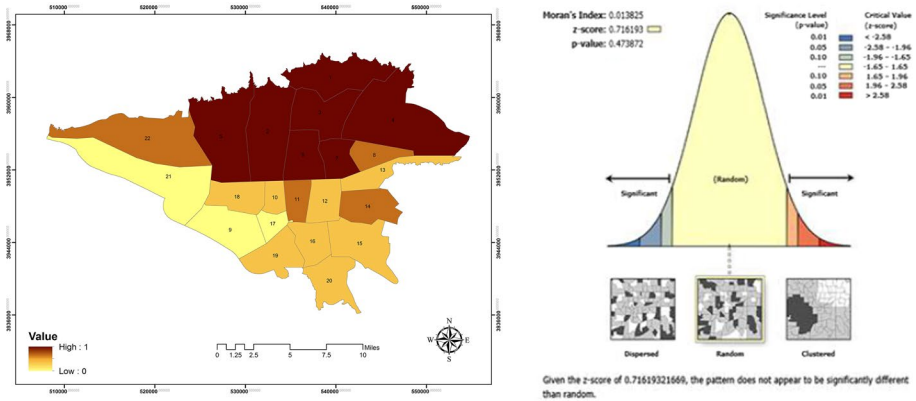 510000 520000 530000 540000 550000
3968000 3960000 3952000 3944000 3936000
22
8
13
21
18 10 11 12
14
9 17
16 15
19
20
Value
High : 1
Low : 0
N
W E
S
0 1.25 2.5 5 7.5 10 Miles
510000 520000 530000 540000 550000
Moran's Index: 0.013825
z-score: 0.716193
p-value: 0.473872
Significance Level
(p-value)
Critical Value
(z-score)
0.01 < -2.58
0.05 -2.58 - -1.96
0.10 -1.96 - -1.65
--- -1.65 - 1.65
0.10 1.65 - 1.96
0.05 1.96 - 2.58
0.01 > 2.58
(Random)
Significant Significant
Dispersed Random Clustered
Given the z-score of 0.71619321669, the pattern does not appear to be significantly different
than random.